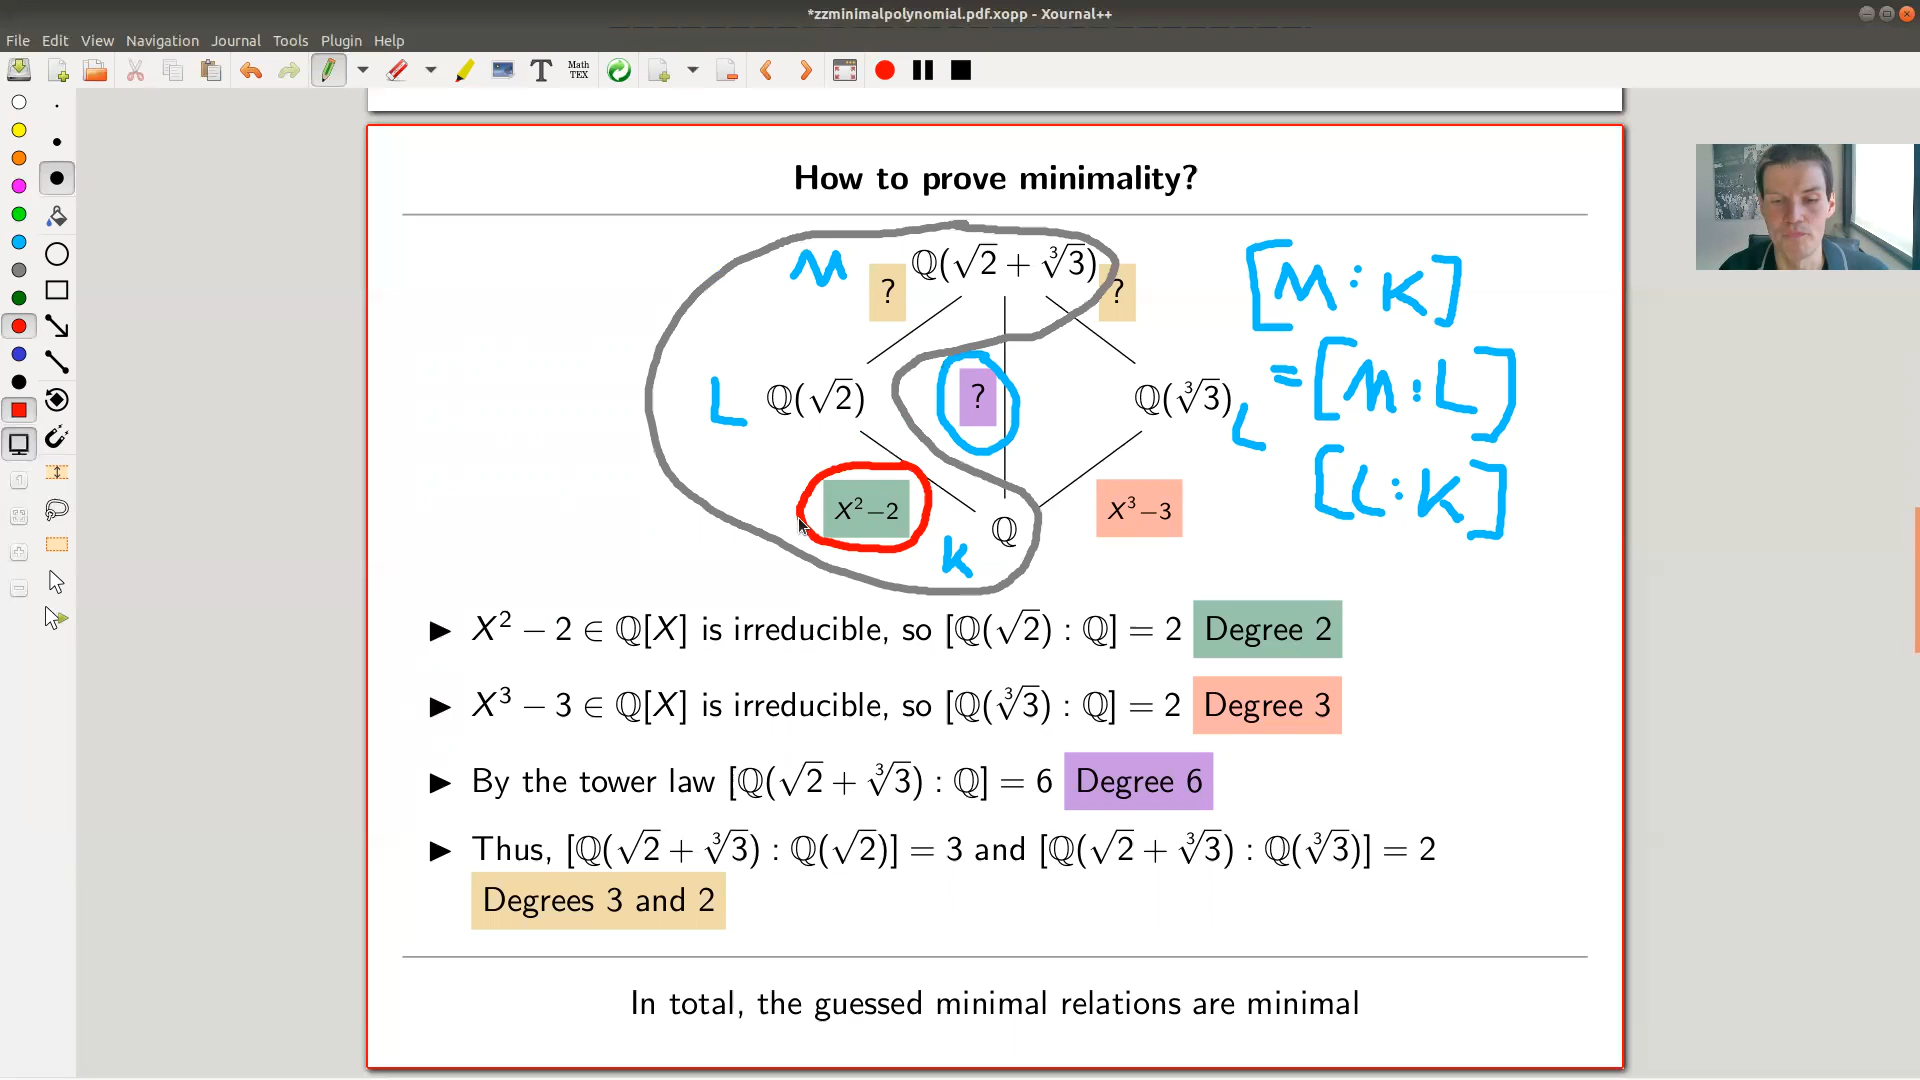 *zzminimalpolynomial.pdf.xopp - Xournal++
File Edit View Navigation Journal Tools Plugin Help
T Math TEX
How to prove minimality?
M ℚ(√2 + ∛3) [M:K]
? ?
= [M:L]
L ℚ(√2) ? ℚ(∛3) L
[L:K]
X² − 2 ℚ X³ − 3
K
▶ X² − 2 ∈ ℚ[X] is irreducible, so [ℚ(√2) : ℚ] = 2 Degree 2
▶ X³ − 3 ∈ ℚ[X] is irreducible, so [ℚ(∛3) : ℚ] = 2 Degree 3
▶ By the tower law [ℚ(√2 + ∛3) : ℚ] = 6 Degree 6
▶ Thus, [ℚ(√2 + ∛3) : ℚ(√2)] = 3 and [ℚ(√2 + ∛3) : ℚ(∛3)] = 2
Degrees 3 and 2
In total, the guessed minimal relations are minimal